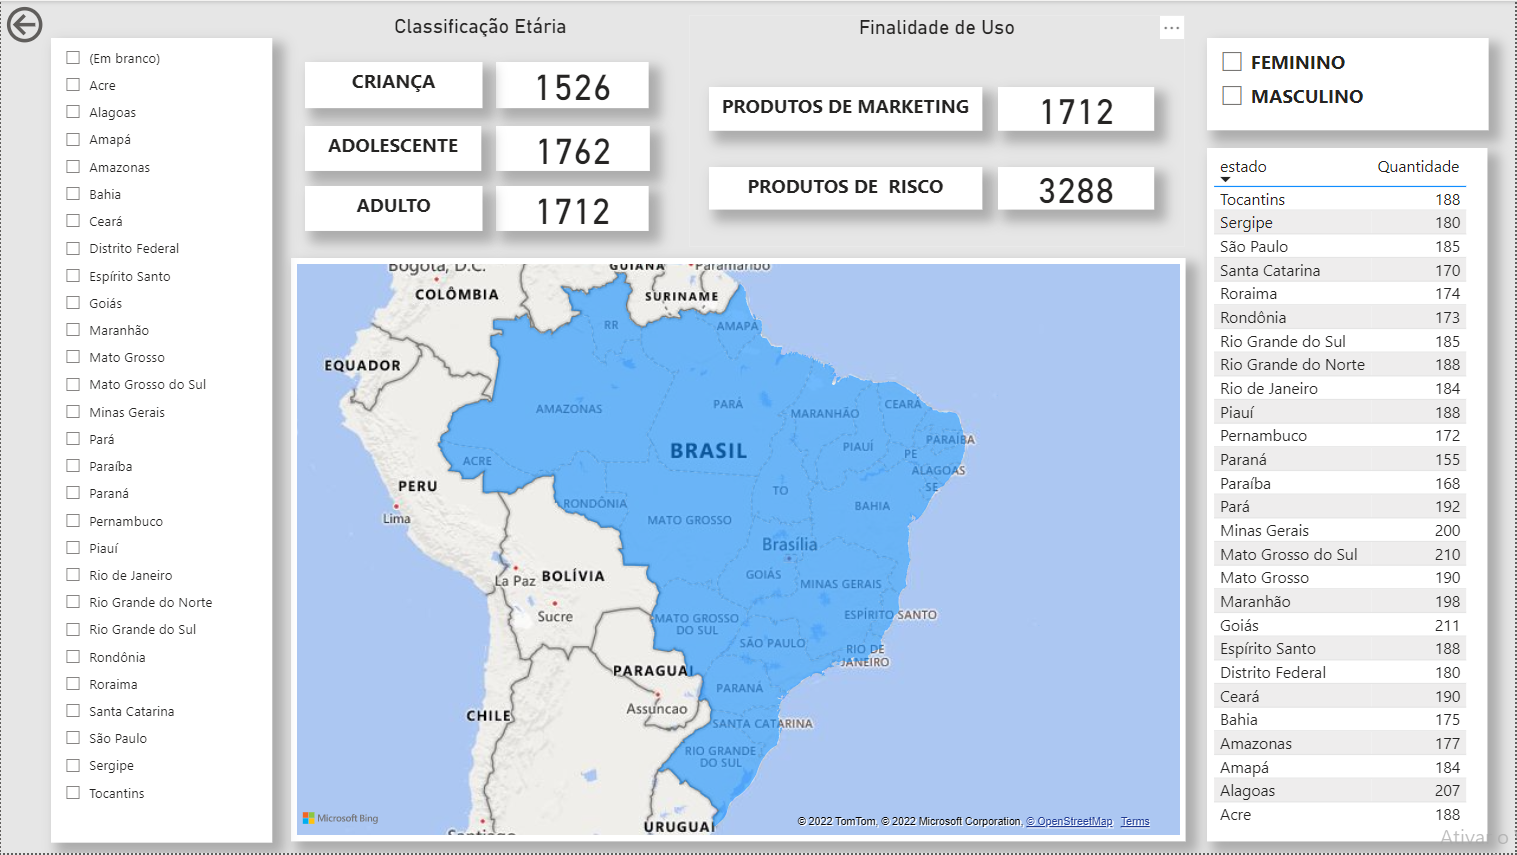 Classificação Etária
Finalidade de Uso
(Em branco)
Acre
Alagoas
Amapá
Amazonas
Bahia
Ceará
Distrito Federal
Espírito Santo
Goiás
Maranhão
Mato Grosso
Mato Grosso do Sul
Minas Gerais
Pará
Paraíba
Paraná
Pernambuco
Piauí
Rio de Janeiro
Rio Grande do Norte
Rio Grande do Sul
Rondônia
Roraima
Santa Catarina
São Paulo
Sergipe
Tocantins
CRIANÇA 1526
ADOLESCENTE 1762
ADULTO 1712
PRODUTOS DE MARKETING 1712
PRODUTOS DE RISCO 3288
Bogotá, D.C.
COLÔMBIA
GUIANA
Paramaribo
SURINAME
RR
AMAPÁ
EQUADOR
AMAZONAS
PARÁ
MARANHÃO
CEARÁ
BRASIL
PIAUÍ
PARAÍBA
PE
ALAGOAS
SE
ACRE
PERU
Lima
RONDÔNIA
TO
BAHIA
MATO GROSSO
Brasília
La Paz
BOLÍVIA
GOIÁS
MINAS GERAIS
Sucre
MATO GROSSO
DO SUL
ESPÍRITO SANTO
SÃO PAULO
RIO DE
JANEIRO
PARAGUAI
PARANÁ
Assuncao
CHILE
SANTA CATARINA
RIO GRANDE
DO SUL
URUGUAI
Santiago
Microsoft Bing
© 2022 TomTom, © 2022 Microsoft Corporation, © OpenStreetMap Terms
FEMININO
MASCULINO
estado Quantidade
Tocantins 188
Sergipe 180
São Paulo 185
Santa Catarina 170
Roraima 174
Rondônia 173
Rio Grande do Sul 185
Rio Grande do Norte 188
Rio de Janeiro 184
Piauí 188
Pernambuco 172
Paraná 155
Paraíba 168
Pará 192
Minas Gerais 200
Mato Grosso do Sul 210
Mato Grosso 190
Maranhão 198
Goiás 211
Espírito Santo 188
Distrito Federal 180
Ceará 190
Bahia 175
Amazonas 177
Amapá 184
Alagoas 207
Acre 188